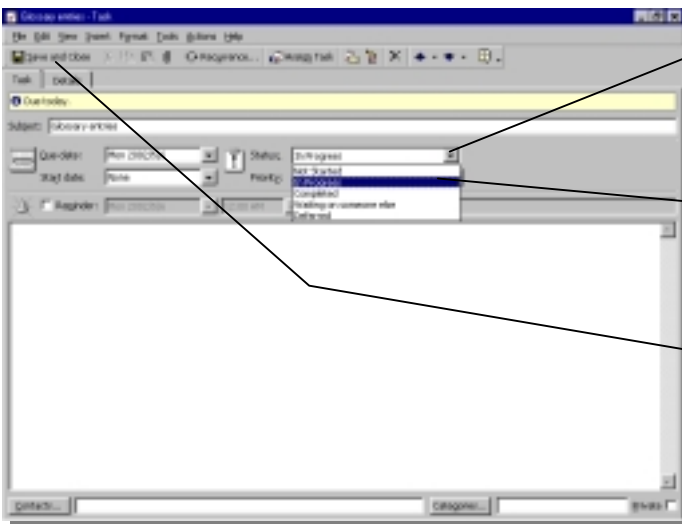 Glossary entries - Task
File Edit View Insert Format Tools Actions Help
Save and Close Recurrence... Assign Task
Task Details
Due today.
Subject: Glossary entries
Due date: Mon Status: In Progress
Not Started
Start date: None Priority: In Progress
Completed
Reminder: Waiting on someone else
Deferred
Contacts... Categories... Private